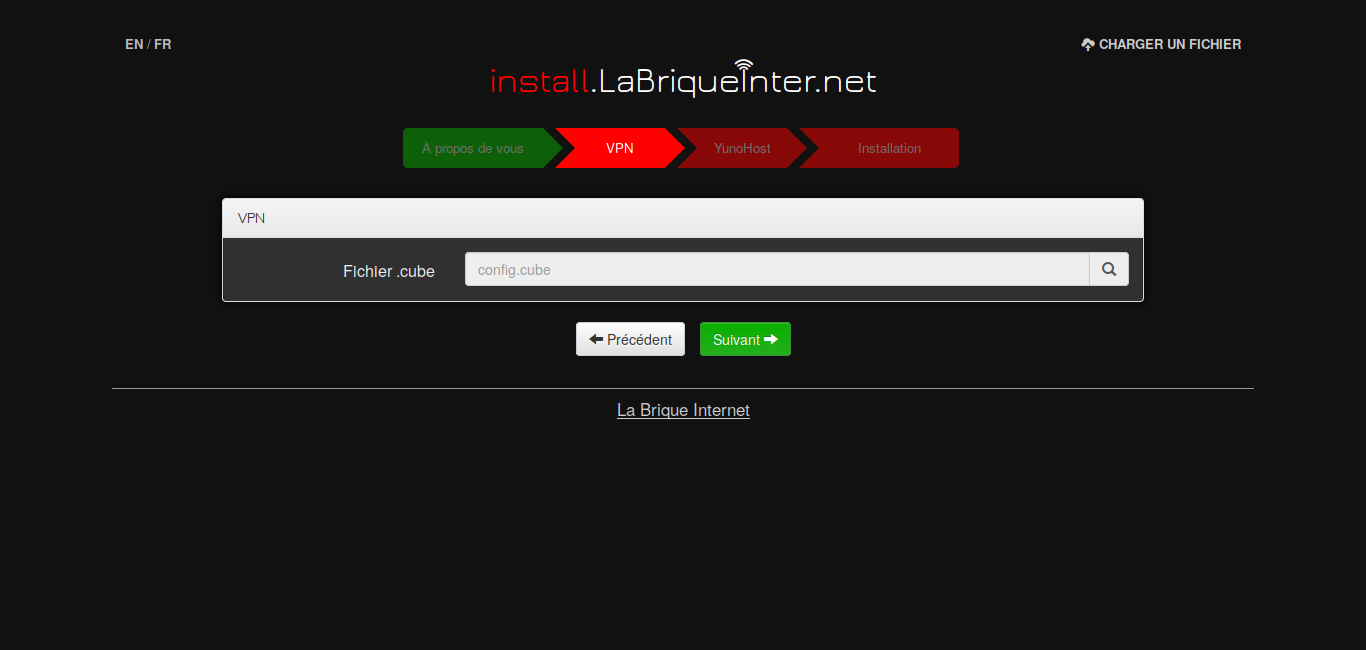 EN / FR
CHARGER UN FICHIER
install.LaBriqueInter.net
À propos de vous
VPN
YunoHost
Installation
VPN
Fichier .cube
config.cube
Précédent
Suivant
La Brique Internet